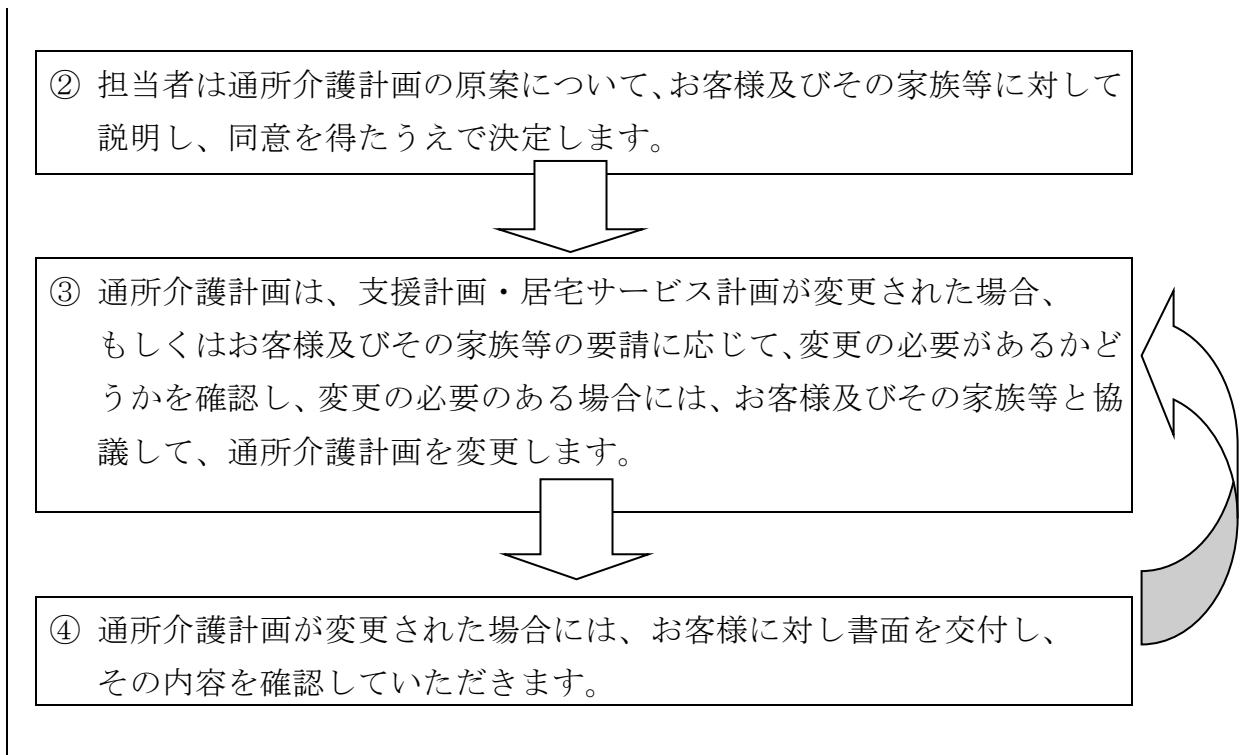 ② 担当者は通所介護計画の原案について、お客様及びその家族等に対して
説明し、同意を得たうえで決定します。
③ 通所介護計画は、支援計画・居宅サービス計画が変更された場合、
もしくはお客様及びその家族等の要請に応じて、変更の必要があるかど
うかを確認し、変更の必要のある場合には、お客様及びその家族等と協
議して、通所介護計画を変更します。
④ 通所介護計画が変更された場合には、お客様に対し書面を交付し、
その内容を確認していただきます。